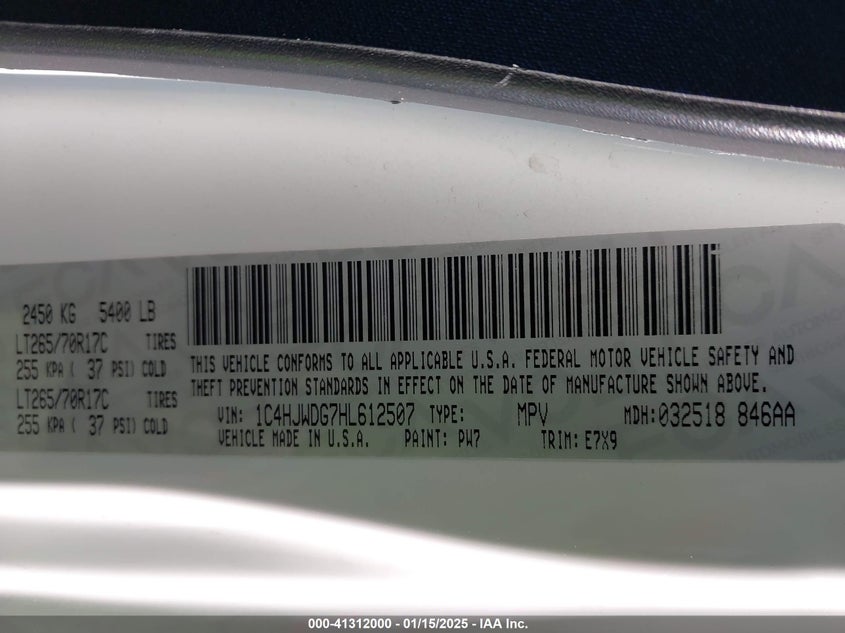 2450 KG 5400 LB
LT265/70R17C TIRES
255 KPA ( 37 PSI) COLD
LT265/70R17C TIRES
255 KPA ( 37 PSI) COLD
THIS VEHICLE CONFORMS TO ALL APPLICABLE U.S.A. FEDERAL MOTOR VEHICLE SAFETY AND
THEFT PREVENTION STANDARDS IN EFFECT ON THE DATE OF MANUFACTURE SHOWN ABOVE.
VIN: 1C4HJWDG7HL612507 TYPE: MPV MDH:032518 846AA
VEHICLE MADE IN U.S.A. PAINT: PW7 TRIM: E7X9
000-41312000 - 01/15/2025 - IAA Inc.